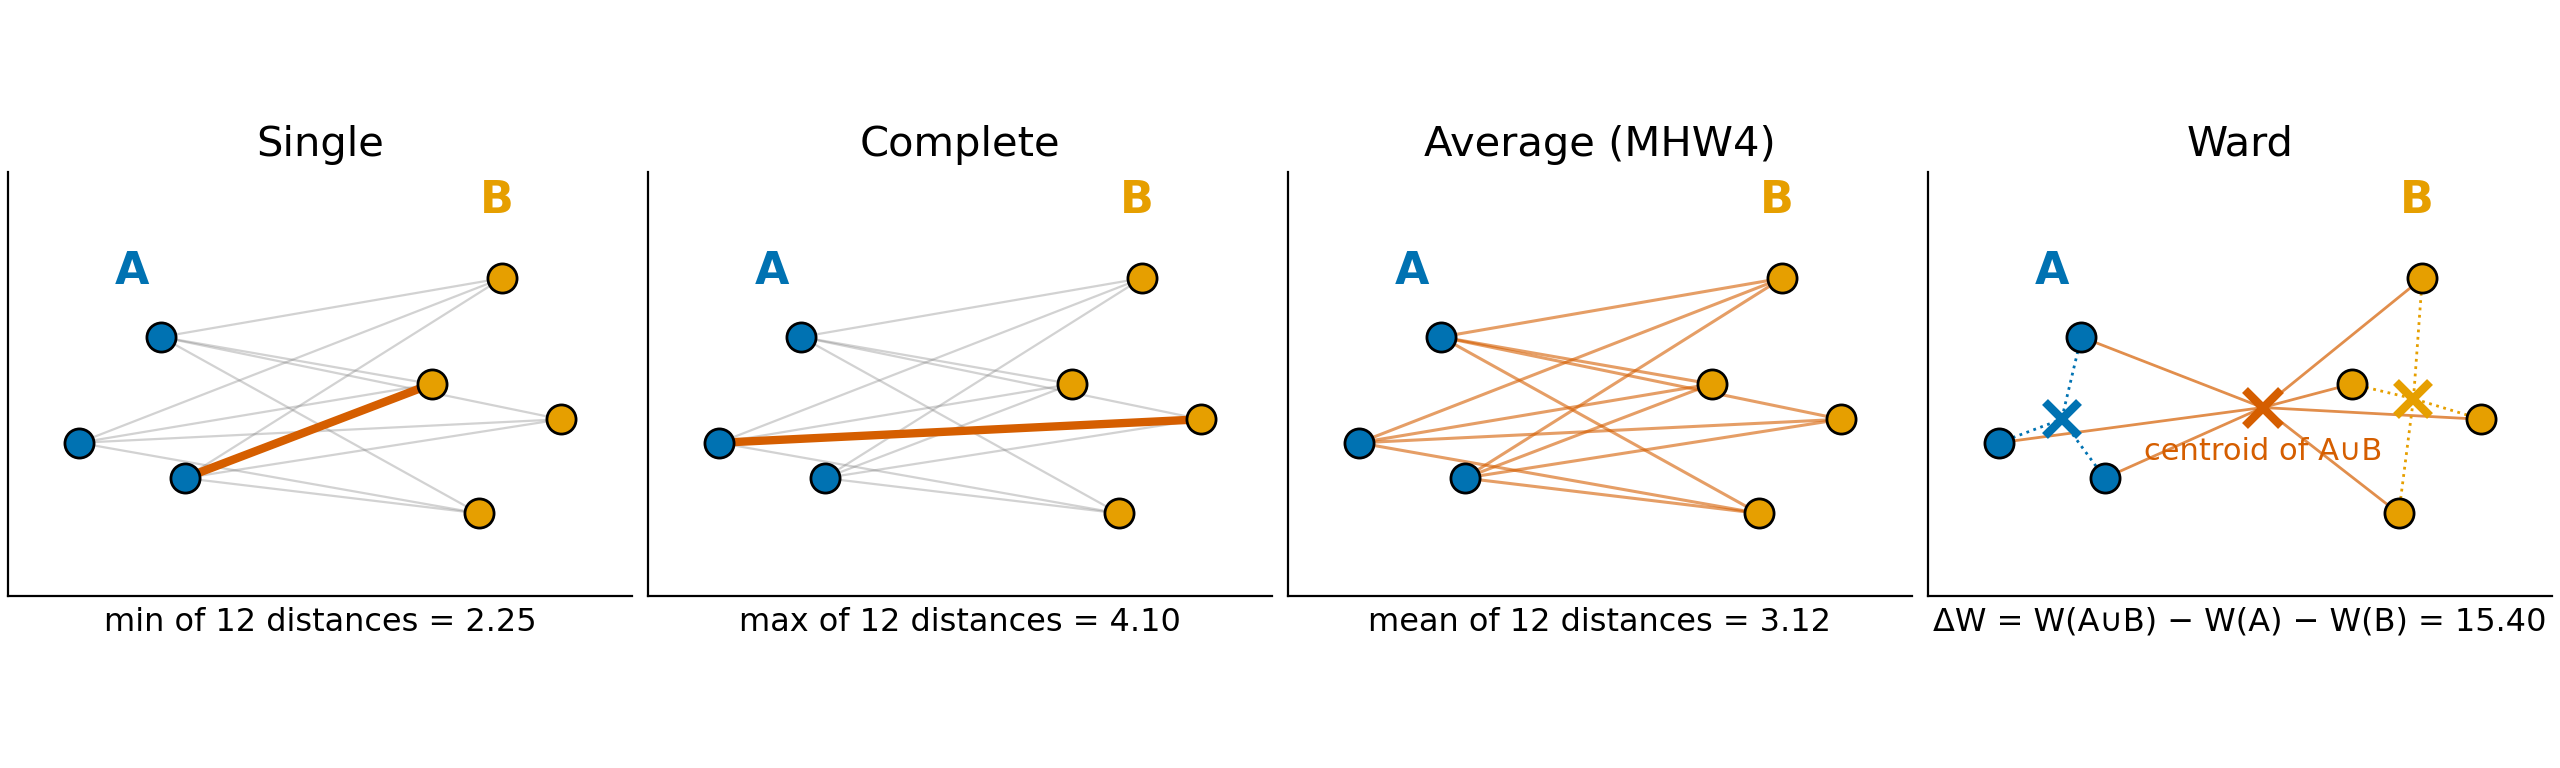 Single
B
A
min of 12 distances = 2.25
Complete
B
A
max of 12 distances = 4.10
Average (MHW4)
B
A
mean of 12 distances = 3.12
Ward
B
A
centroid of A∪B
ΔW = W(A∪B) − W(A) − W(B) = 15.40